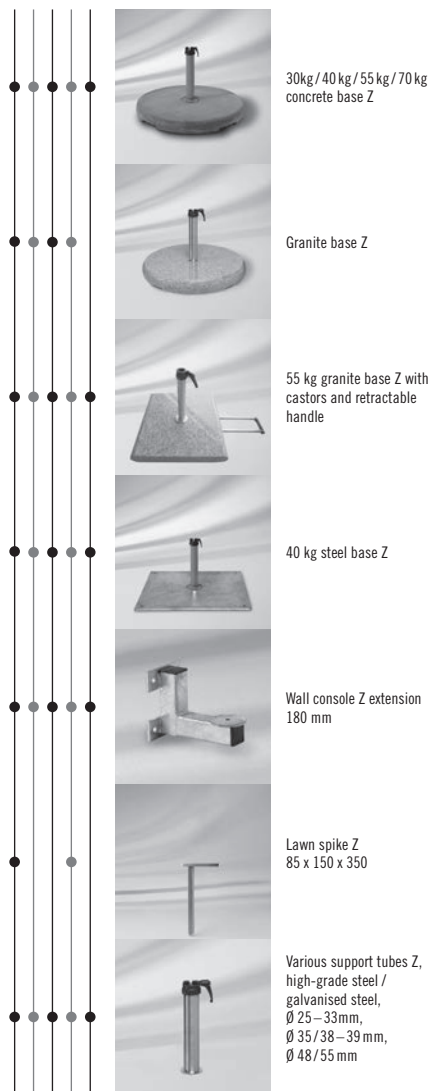 30kg / 40 kg / 55 kg / 70 kg
concrete base Z
Granite base Z
55 kg granite base Z with
castors and retractable
handle
40 kg steel base Z
Wall console Z extension
180 mm
Lawn spike Z
85 x 150 x 350
Various support tubes Z,
high-grade steel /
galvanised steel,
Ø 25 – 33mm,
Ø 35 / 38 – 39 mm,
Ø 48 / 55 mm